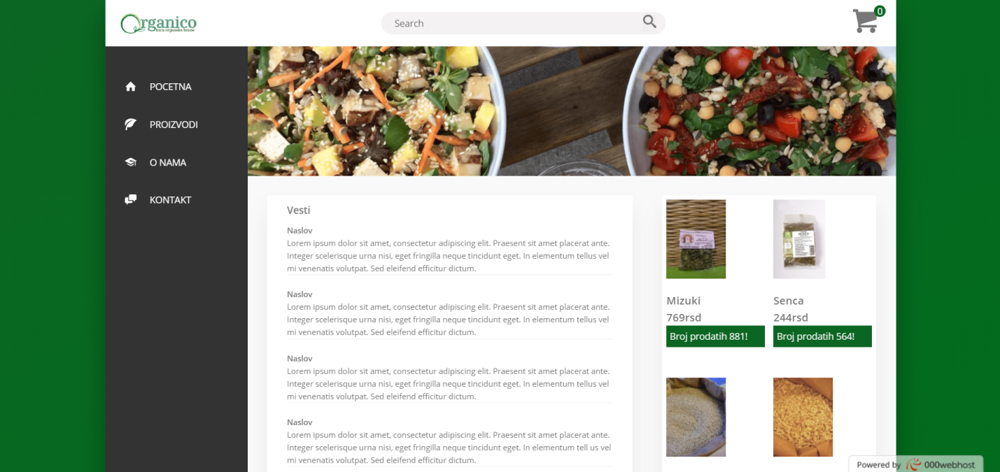 Organico
kuca organske hrane
Search
0
POCETNA
PROIZVODI
O NAMA
KONTAKT
Vesti
Naslov
Lorem ipsum dolor sit amet, consectetur adipiscing elit. Praesent sit amet placerat ante.
Integer scelerisque urna nisi, eget fringilla neque tincidunt eget. In elementum tellus vel
mi venenatis volutpat. Sed eleifend efficitur dictum.
Naslov
Lorem ipsum dolor sit amet, consectetur adipiscing elit. Praesent sit amet placerat ante.
Integer scelerisque urna nisi, eget fringilla neque tincidunt eget. In elementum tellus vel
mi venenatis volutpat. Sed eleifend efficitur dictum.
Naslov
Lorem ipsum dolor sit amet, consectetur adipiscing elit. Praesent sit amet placerat ante.
Integer scelerisque urna nisi, eget fringilla neque tincidunt eget. In elementum tellus vel
mi venenatis volutpat. Sed eleifend efficitur dictum.
Naslov
Lorem ipsum dolor sit amet, consectetur adipiscing elit. Praesent sit amet placerat ante.
Integer scelerisque urna nisi, eget fringilla neque tincidunt eget. In elementum tell us vel
mi venenatis volutpat. Sed eleifend efficitur dictum.
Mizuki
769rsd
Broj prodatih 881!
Senca
244rsd
Broj prodatih 564!
Powered by 000webhost